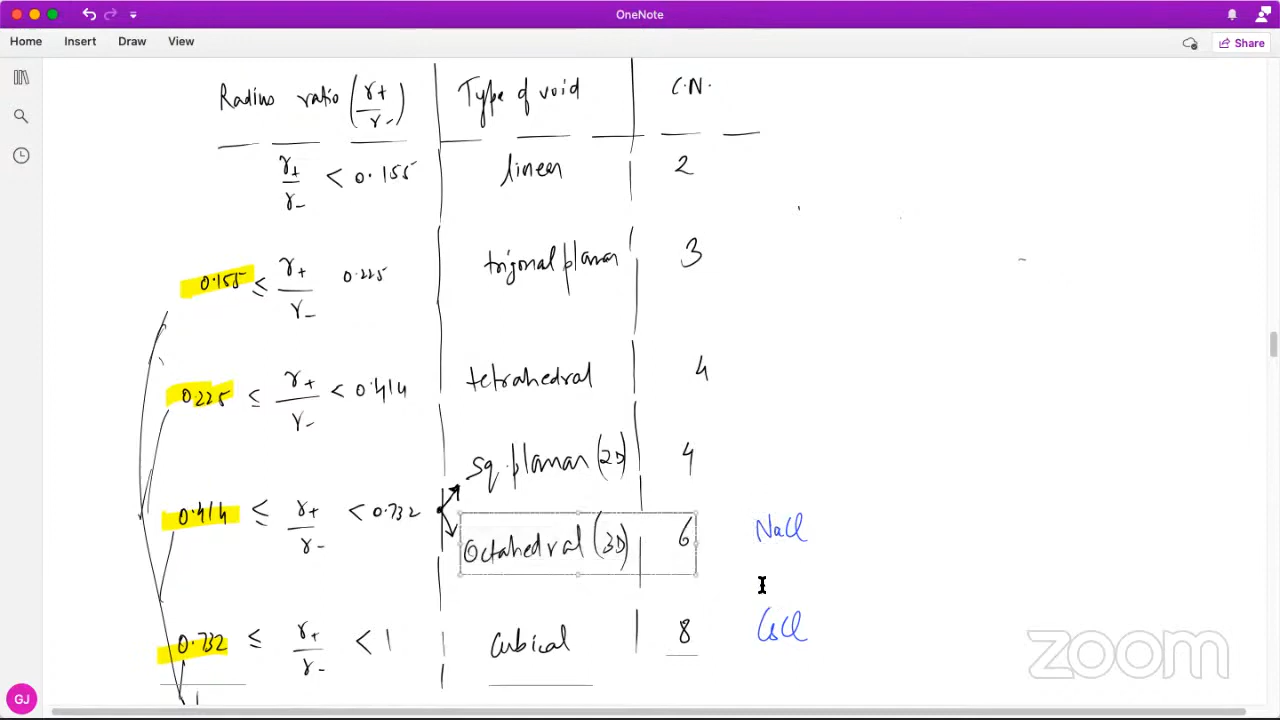 OneNote
Home Insert Draw View Share
Radius ratio (r+/r-) Type of void C.N.
r+/r- < 0.155 linear 2
0.155 ≤ r+/r- 0.225 trigonal planar 3
0.225 ≤ r+/r- < 0.414 tetrahedral 4
sq. planar (2D) 4
0.414 ≤ r+/r- < 0.732
Octahedral (3D) 6 NaCl
0.732 ≤ r+/r- < 1 Cubical 8 CsCl
zoom
GJ
1